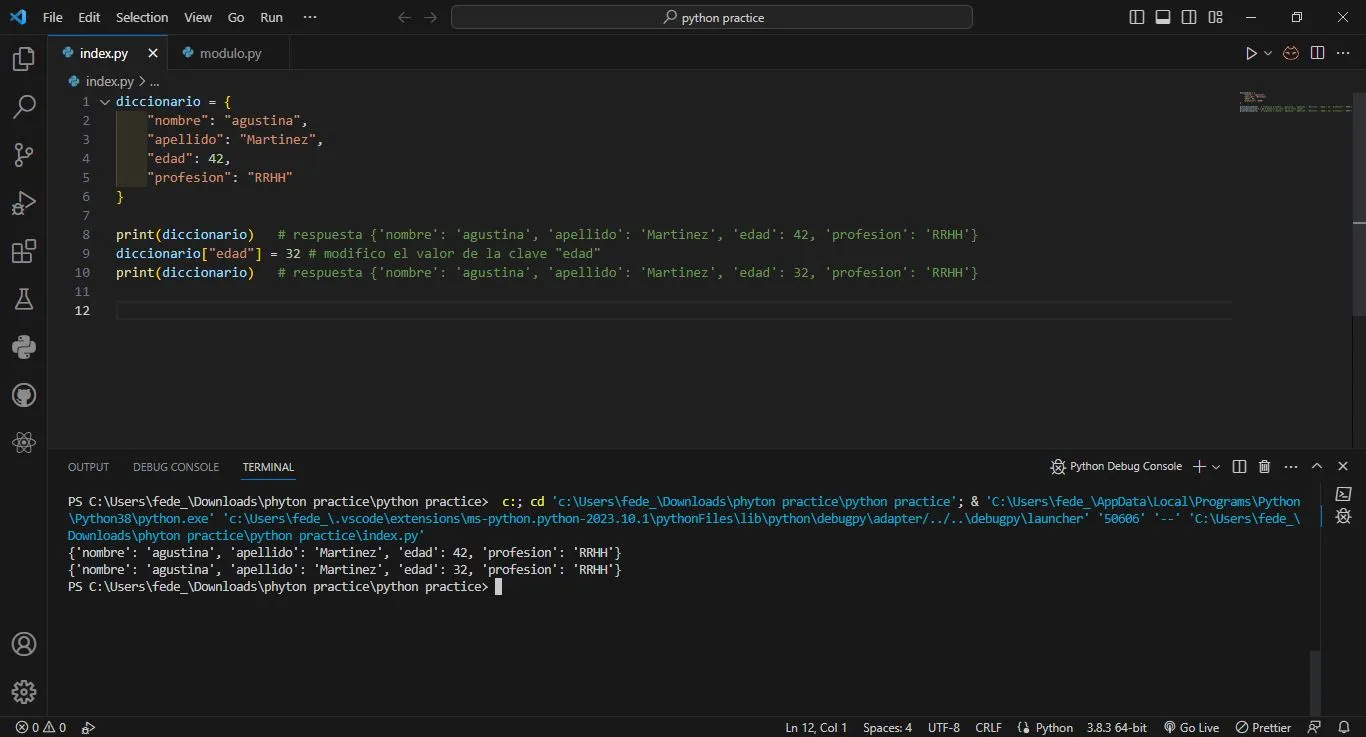 File Edit Selection View Go Run ···
python practice
index.py
modulo.py
index.py > ...
1 diccionario = {
2 "nombre": "agustina",
3 "apellido": "Martinez",
4 "edad": 42,
5 "profesion": "RRHH"
6 }
7
8 print(diccionario) # respuesta {'nombre': 'agustina', 'apellido': 'Martinez', 'edad': 42, 'profesion': 'RRHH'}
9 diccionario["edad"] = 32 # modifico el valor de la clave "edad"
10 print(diccionario) # respuesta {'nombre': 'agustina', 'apellido': 'Martinez', 'edad': 32, 'profesion': 'RRHH'}
11
12
OUTPUT DEBUG CONSOLE TERMINAL
Python Debug Console
PS C:\Users\fede_\Downloads\phyton practice\python practice> c:; cd 'c:\Users\fede_\Downloads\phyton practice\python practice'; & 'C:\Users\fede_\AppData\Local\Programs\Python
\Python38\python.exe' 'c:\Users\fede_\.vscode\extensions\ms-python.python-2023.10.1\pythonFiles\lib\python\debugpy\adapter/../..\debugpy\launcher' '50606' '--' 'C:\Users\fede_\
Downloads\phyton practice\python practice\index.py'
{'nombre': 'agustina', 'apellido': 'Martinez', 'edad': 42, 'profesion': 'RRHH'}
{'nombre': 'agustina', 'apellido': 'Martinez', 'edad': 32, 'profesion': 'RRHH'}
PS C:\Users\fede_\Downloads\phyton practice\python practice>
0 0
Ln 12, Col 1 Spaces: 4 UTF-8 CRLF Python 3.8.3 64-bit Go Live Prettier